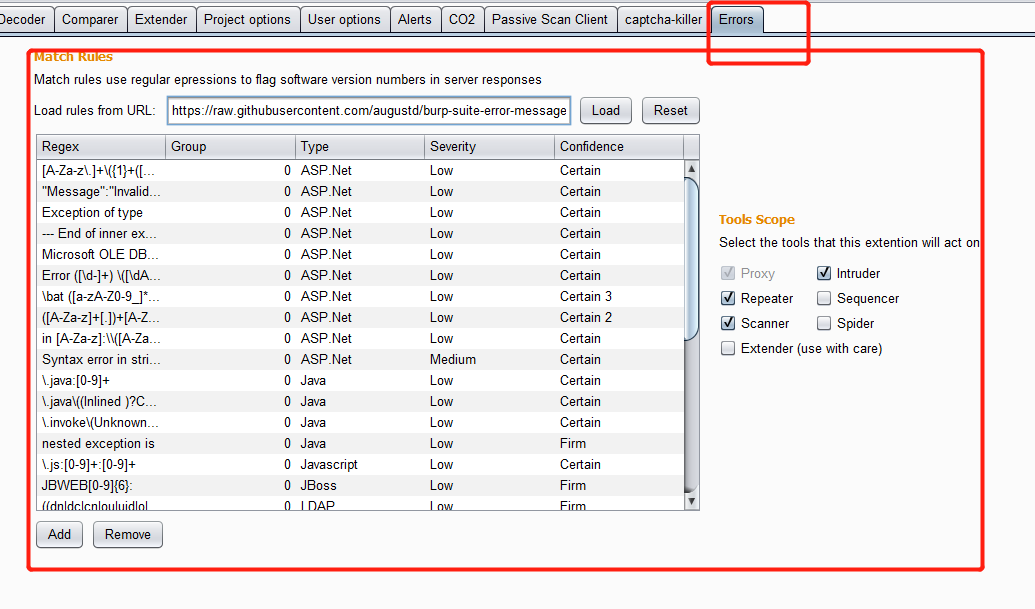 Decoder Comparer Extender Project options User options Alerts CO2 Passive Scan Client captcha-killer Errors
Match Rules
Match rules use regular epressions to flag software version numbers in server responses
Load rules from URL: https://raw.githubusercontent.com/augustd/burp-suite-error-message Load Reset
Regex Group Type Severity Confidence
[A-Za-z\.]+\({1}+([... 0 ASP.Net Low Certain
"Message":"Invalid... 0 ASP.Net Low Certain
Exception of type 0 ASP.Net Low Certain
--- End of inner ex... 0 ASP.Net Low Certain
Microsoft OLE DB... 0 ASP.Net Low Certain
Error ([\d-]+) \([\dA... 0 ASP.Net Low Certain
\bat ([a-zA-Z0-9_]*... 0 ASP.Net Low Certain 3
([A-Za-z]+[.])+[A-Z... 0 ASP.Net Low Certain 2
in [A-Za-z]:\\([A-Za... 0 ASP.Net Low Certain
Syntax error in stri... 0 ASP.Net Medium Certain
\.java:[0-9]+ 0 Java Low Certain
\.java\((Inlined )?C... 0 Java Low Certain
\.invoke\(Unknown... 0 Java Low Certain
nested exception is 0 Java Low Firm
\.js:[0-9]+:[0-9]+ 0 Javascript Low Certain
JBWEB[0-9]{6}: 0 JBoss Low Firm
0 LDAP Low Firm
Add Remove
Tools Scope
Select the tools that this extention will act on
Proxy Intruder
Repeater Sequencer
Scanner Spider
Extender (use with care)